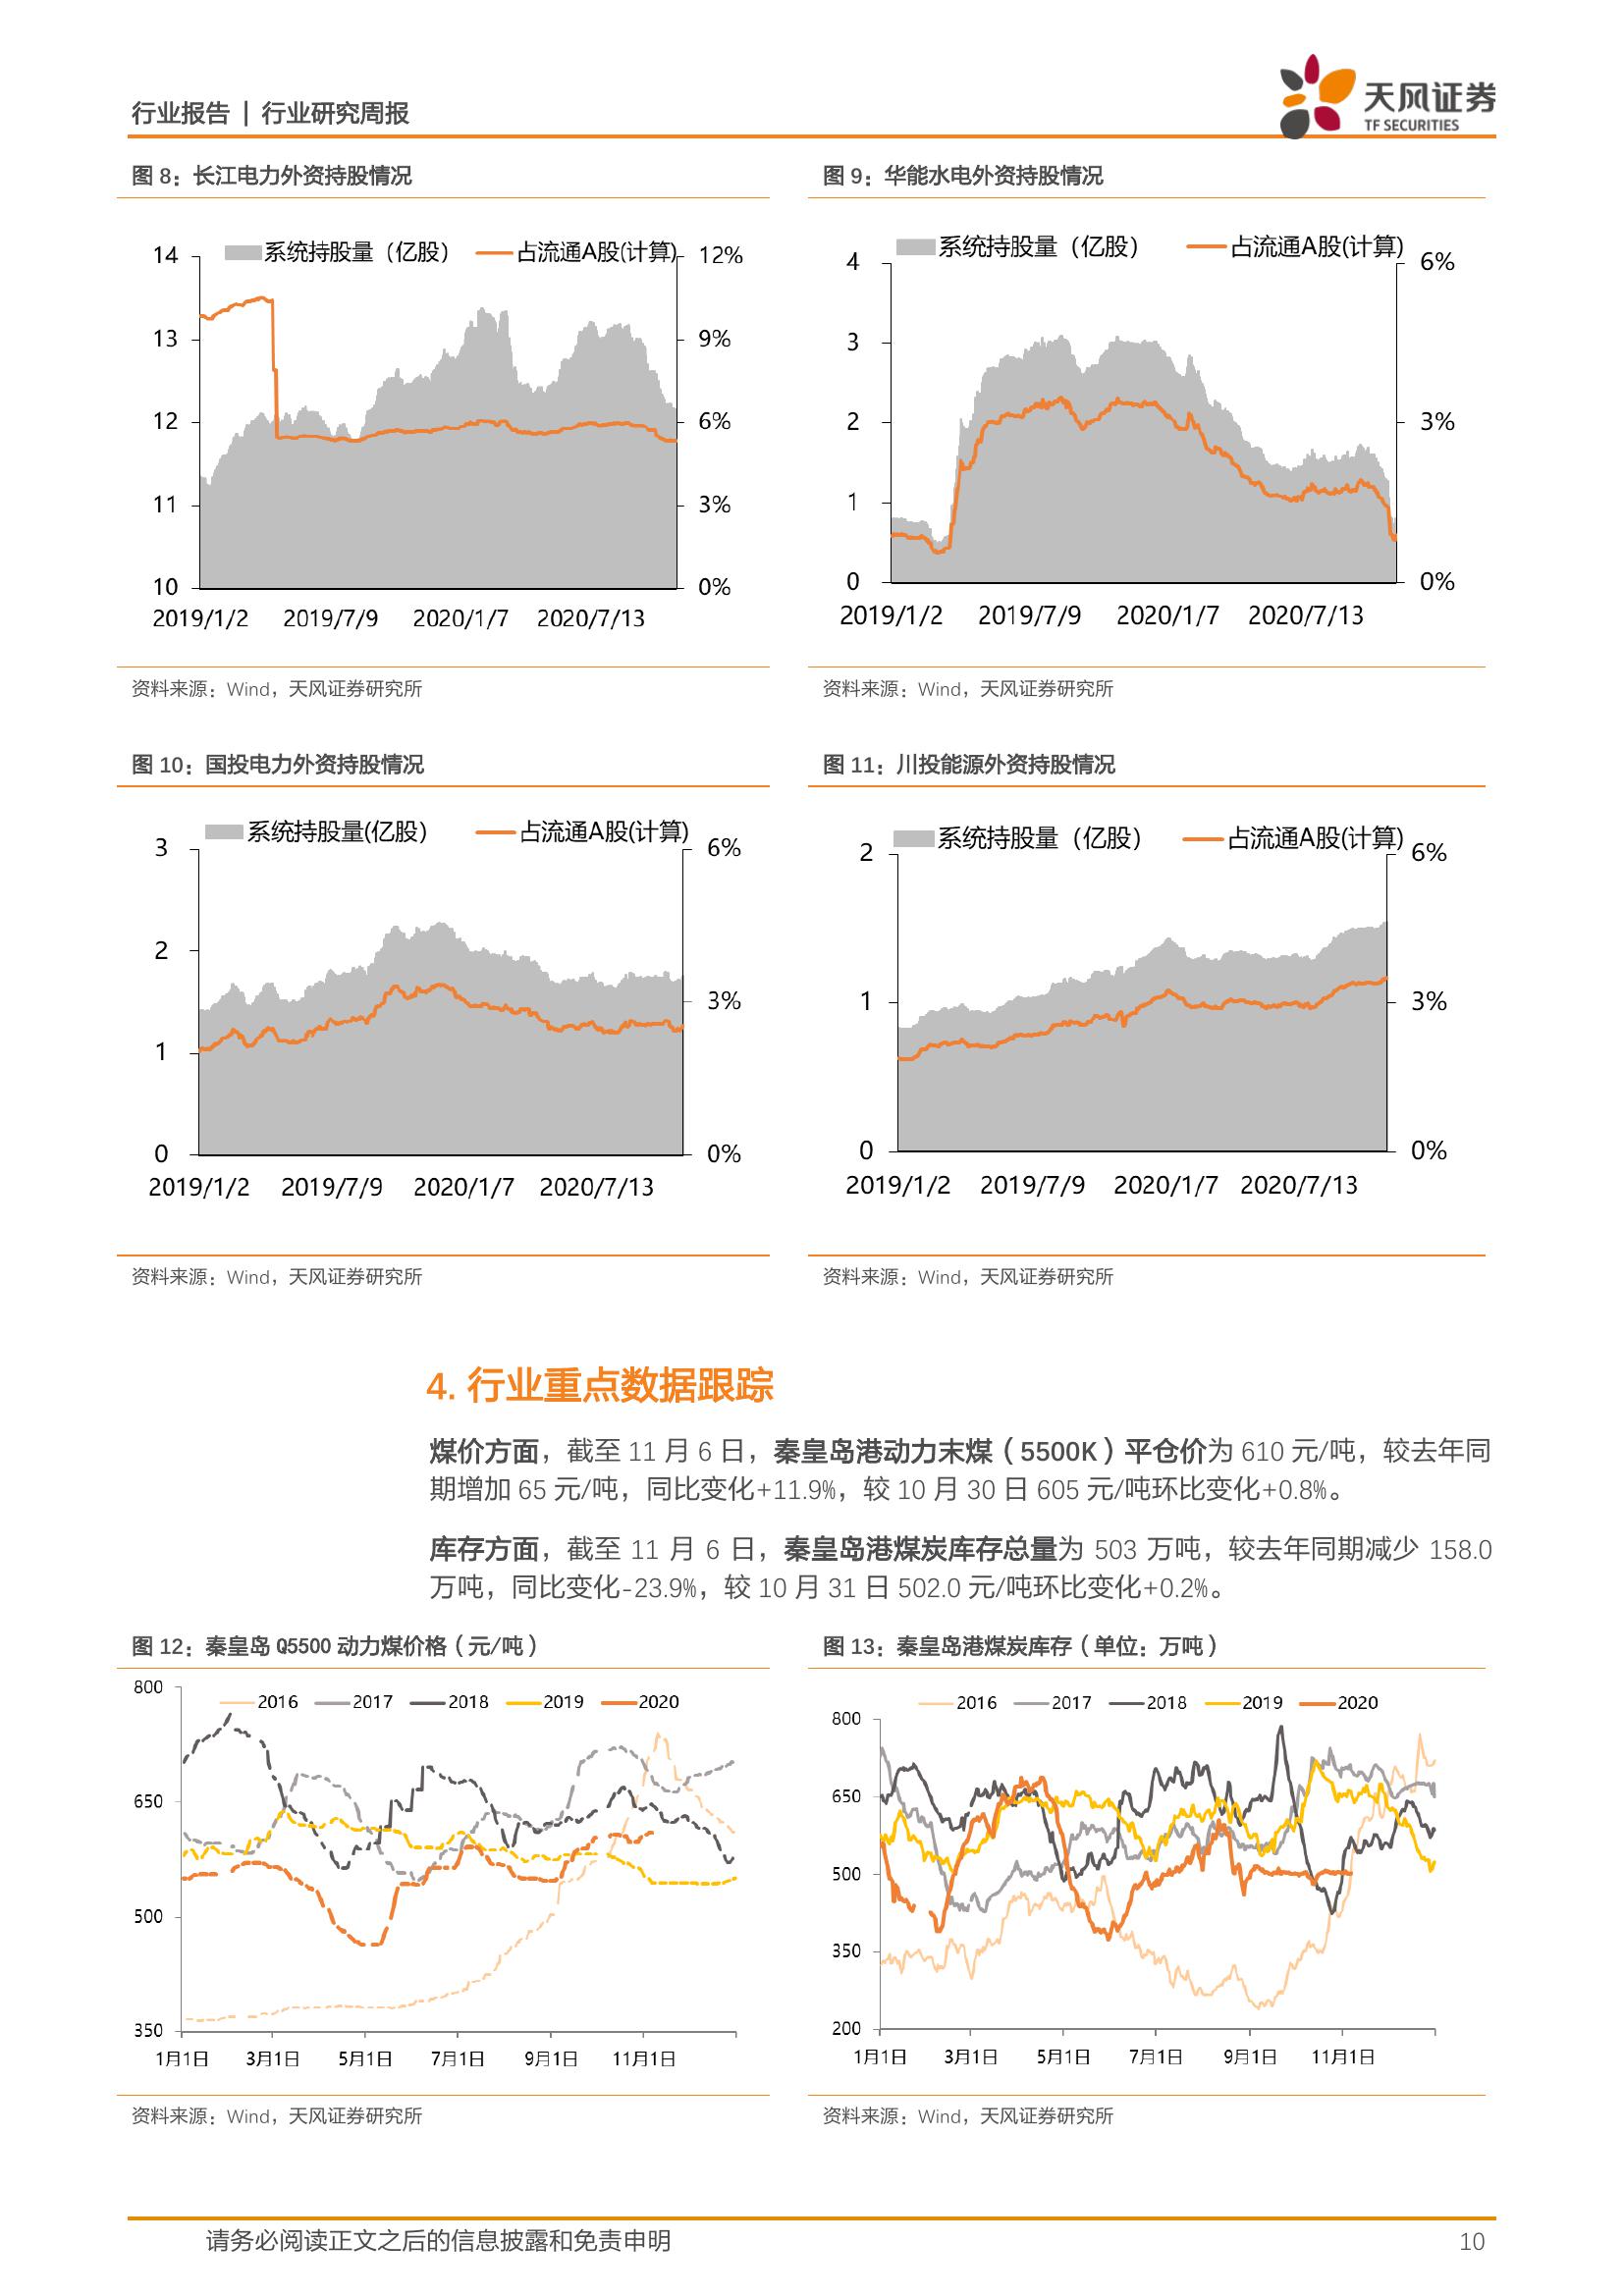 行业报告 | 行业研究周报
天风证券
TF SECURITIES
图 8：长江电力外资持股情况
系统持股量（亿股）
占流通A股(计算)
14
13
12
11
10
12%
9%
6%
3%
0%
2019/1/2 2019/7/9 2020/1/7 2020/7/13
资料来源：Wind，天风证券研究所
图 9：华能水电外资持股情况
系统持股量（亿股）
占流通A股(计算)
4
3
2
1
0
6%
3%
0%
2019/1/2 2019/7/9 2020/1/7 2020/7/13
资料来源：Wind，天风证券研究所
图 10：国投电力外资持股情况
系统持股量(亿股)
占流通A股(计算)
3
2
1
0
6%
3%
0%
2019/1/2 2019/7/9 2020/1/7 2020/7/13
资料来源：Wind，天风证券研究所
图 11：川投能源外资持股情况
系统持股量（亿股）
占流通A股(计算)
2
1
0
6%
3%
0%
2019/1/2 2019/7/9 2020/1/7 2020/7/13
资料来源：Wind，天风证券研究所
4. 行业重点数据跟踪
煤价方面，截至 11 月 6 日，秦皇岛港动力末煤（5500K）平仓价为 610 元/吨，较去年同
期增加 65 元/吨，同比变化+11.9%，较 10 月 30 日 605 元/吨环比变化+0.8%。
库存方面，截至 11 月 6 日，秦皇岛港煤炭库存总量为 503 万吨，较去年同期减少 158.0
万吨，同比变化-23.9%，较 10 月 31 日 502.0 元/吨环比变化+0.2%。
图 12：秦皇岛 Q5500 动力煤价格（元/吨）
2016 2017 2018 2019 2020
800
650
500
350
1月1日 3月1日 5月1日 7月1日 9月1日 11月1日
资料来源：Wind，天风证券研究所
图 13：秦皇岛港煤炭库存（单位：万吨）
2016 2017 2018 2019 2020
800
650
500
350
200
1月1日 3月1日 5月1日 7月1日 9月1日 11月1日
资料来源：Wind，天风证券研究所
请务必阅读正文之后的信息披露和免责申明
10